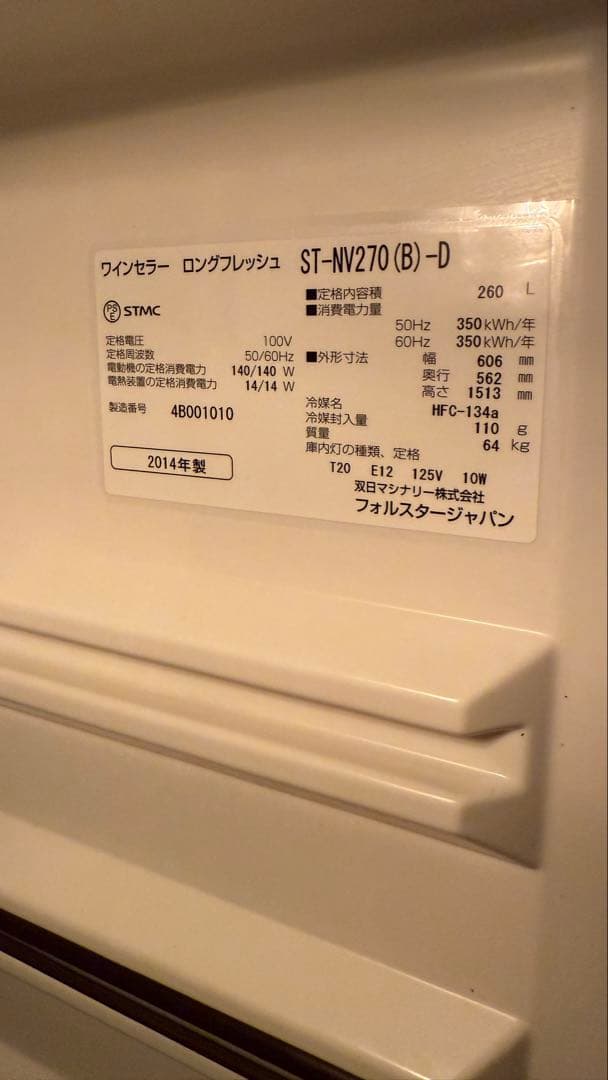 ワインセラー ロングフレッシュ ST-NV270(B)-D
PSE STMC
定格電圧 100V
定格周波数 50/60Hz
電動機の定格消費電力 140/140 W
電熱装置の定格消費電力 14/14 W
製造番号 4B001010
2014年製
■定格内容積 260 L
■消費電力量
50Hz 350kWh/年
60Hz 350kWh/年
■外形寸法 幅 606 mm
奥行 562 mm
高さ 1513 mm
冷媒名 HFC-134a
冷媒封入量 110 g
質量 64 kg
庫内灯の種類、定格
T20 E12 125V 10W
双日マシナリー株式会社
フォルスタージャパン